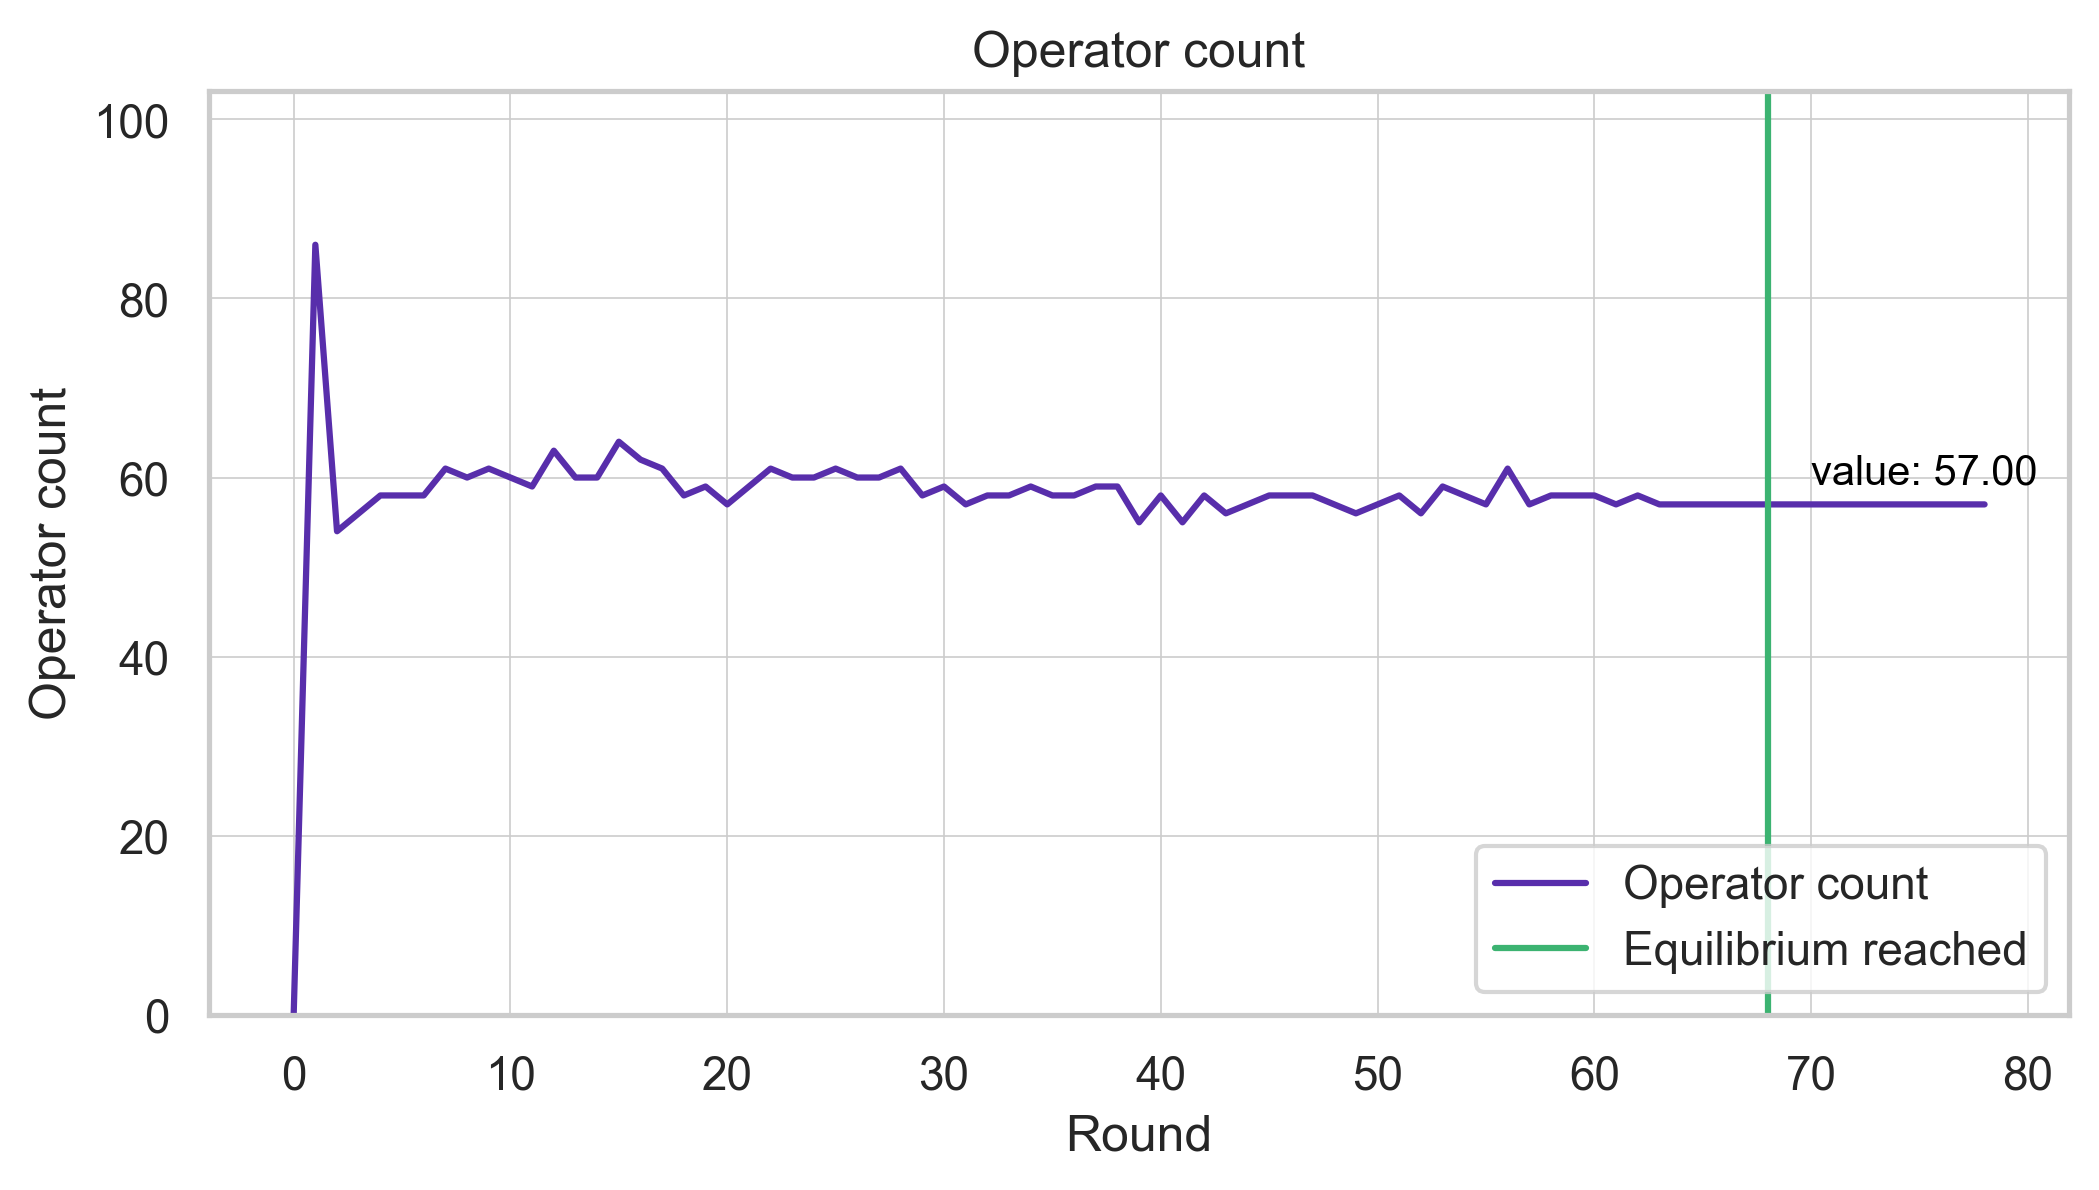 Operator count
Operator count
100
80
60
40
20
0
value: 57.00
Operator count
Equilibrium reached
0 10 20 30 40 50 60 70 80
Round